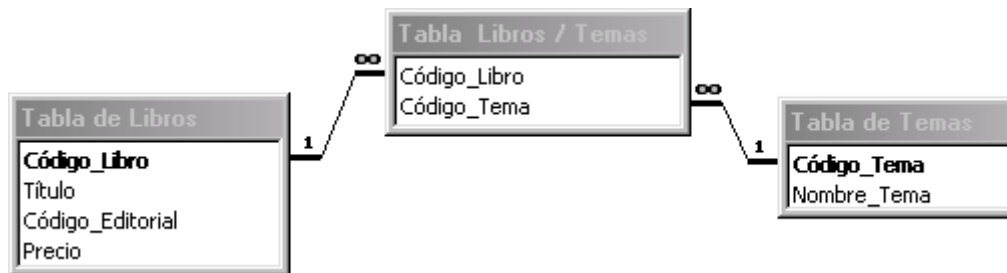 Tabla Libros / Temas
Código_Libro
Código_Tema
∞
∞
Tabla de Libros
Código_Libro
Título
Código_Editorial
Precio
1
1
Tabla de Temas
Código_Tema
Nombre_Tema